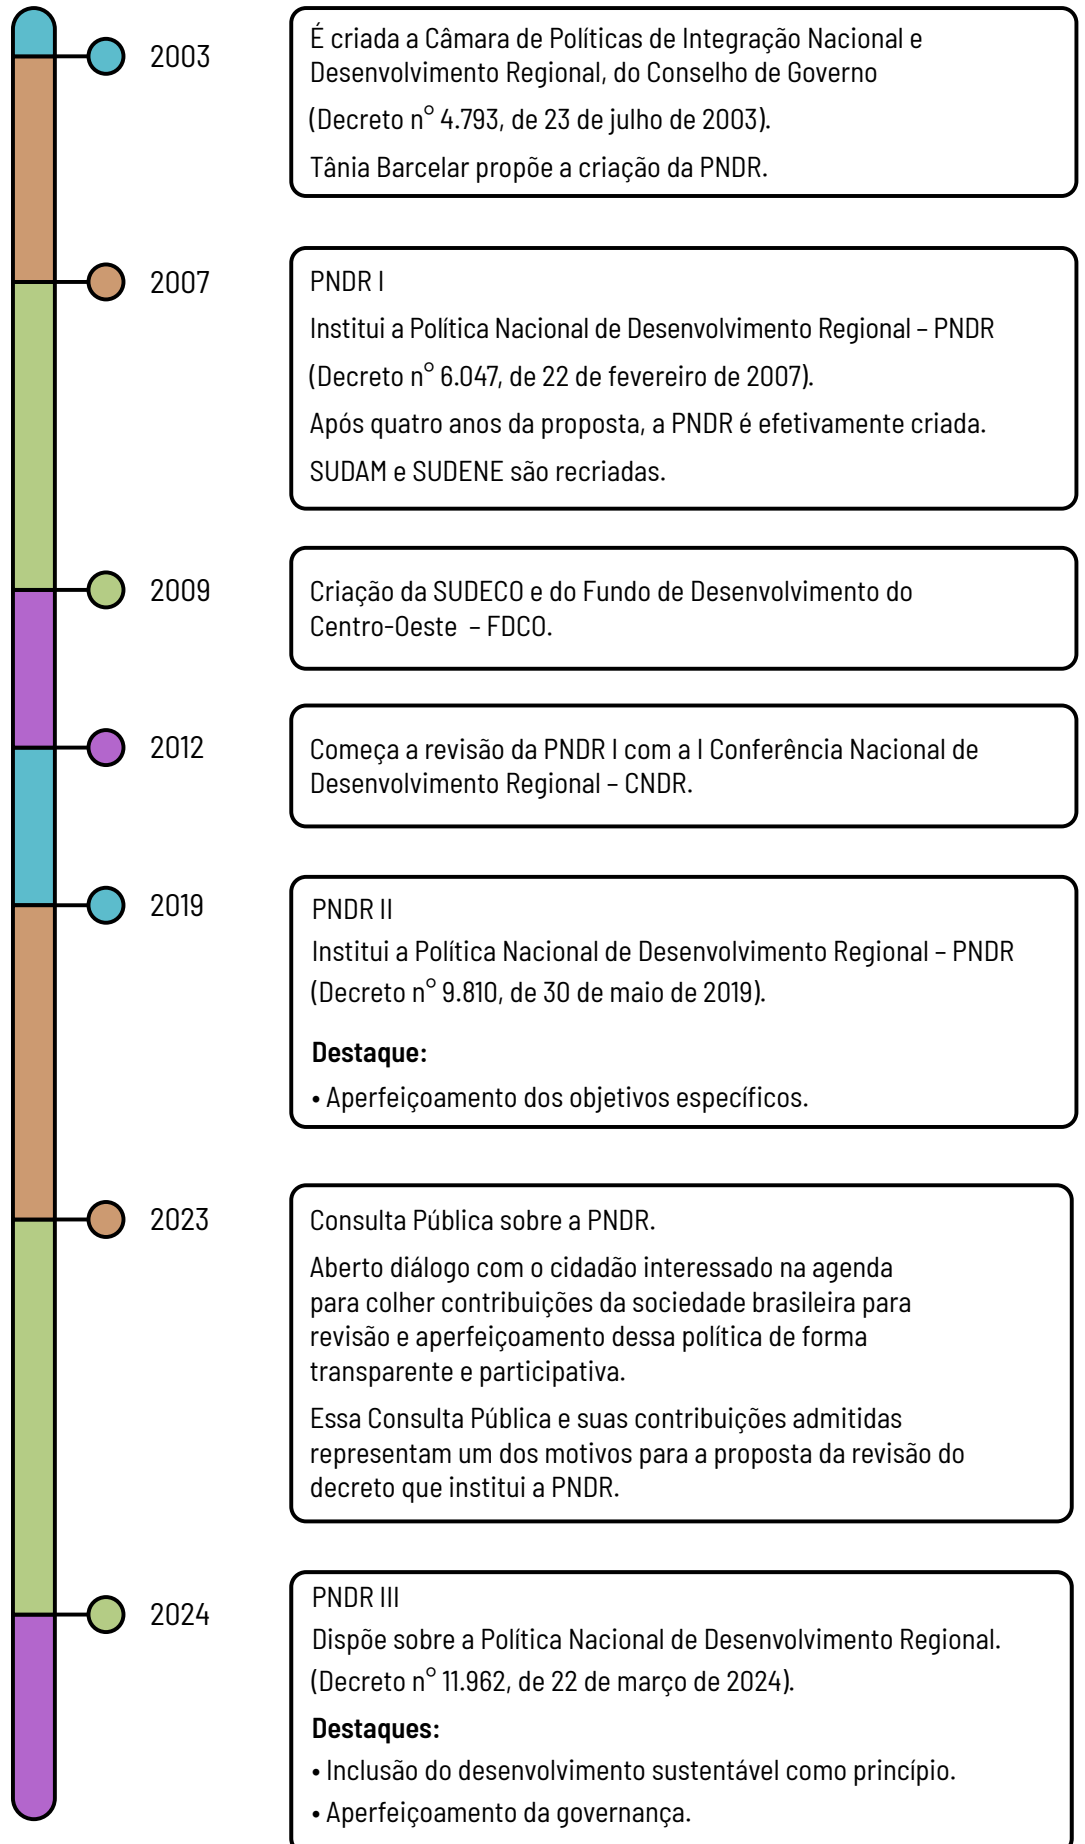 2003
É criada a Câmara de Políticas de Integração Nacional e
Desenvolvimento Regional, do Conselho de Governo
(Decreto n° 4.793, de 23 de julho de 2003).
Tânia Barcelar propõe a criação da PNDR.
2007
PNDR I
Institui a Política Nacional de Desenvolvimento Regional – PNDR
(Decreto n° 6.047, de 22 de fevereiro de 2007).
Após quatro anos da proposta, a PNDR é efetivamente criada.
SUDAM e SUDENE são recriadas.
2009
Criação da SUDECO e do Fundo de Desenvolvimento do
Centro-Oeste – FDCO.
2012
Começa a revisão da PNDR I com a I Conferência Nacional de
Desenvolvimento Regional – CNDR.
2019
PNDR II
Institui a Política Nacional de Desenvolvimento Regional – PNDR
(Decreto n° 9.810, de 30 de maio de 2019).
Destaque:
• Aperfeiçoamento dos objetivos específicos.
2023
Consulta Pública sobre a PNDR.
Aberto diálogo com o cidadão interessado na agenda
para colher contribuições da sociedade brasileira para
revisão e aperfeiçoamento dessa política de forma
transparente e participativa.
Essa Consulta Pública e suas contribuições admitidas
representam um dos motivos para a proposta da revisão do
decreto que institui a PNDR.
2024
PNDR III
Dispõe sobre a Política Nacional de Desenvolvimento Regional.
(Decreto n° 11.962, de 22 de março de 2024).
Destaques:
• Inclusão do desenvolvimento sustentável como princípio.
• Aperfeiçoamento da governança.